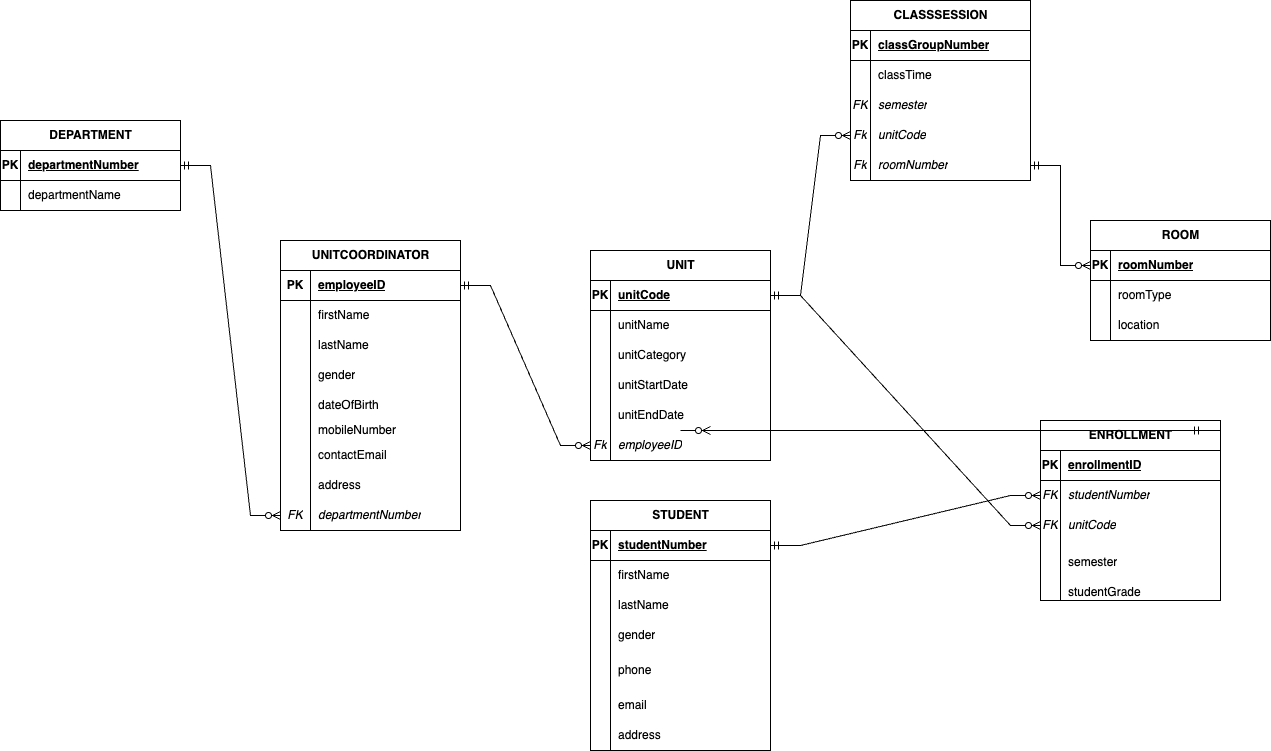 CLASSSESSION
PK classGroupNumber
classTime
FK semester
Fk unitCode
Fk roomNumber
DEPARTMENT
PK departmentNumber
departmentName
UNITCOORDINATOR
PK employeeID
firstName
lastName
gender
dateOfBirth
mobileNumber
contactEmail
address
FK departmentNumber
UNIT
PK unitCode
unitName
unitCategory
unitStartDate
unitEndDate
Fk employeeID
ROOM
PK roomNumber
roomType
location
ENROLLMENT
PK enrollmentID
FK studentNumber
FK unitCode
semester
studentGrade
STUDENT
PK studentNumber
firstName
lastName
gender
phone
email
address